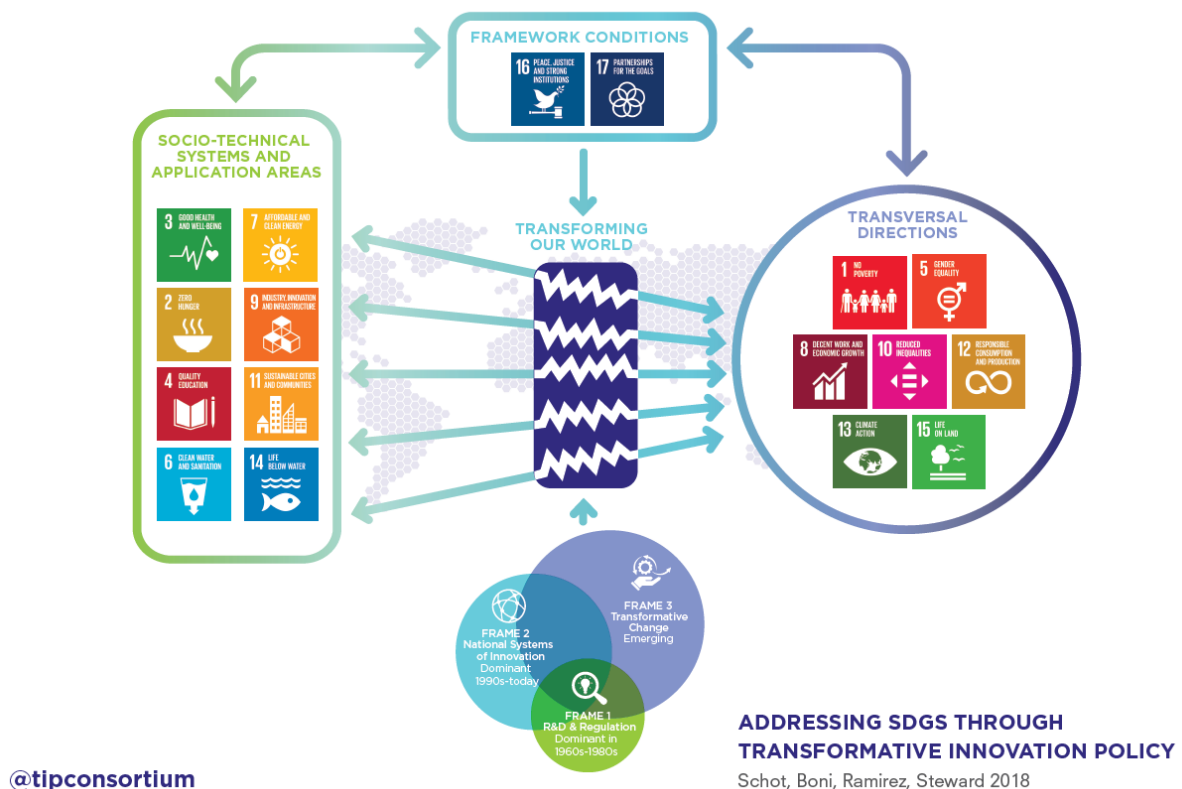 FRAMEWORK CONDITIONS
16 PEACE, JUSTICE
AND STRONG
INSTITUTIONS
17 PARTNERSHIPS
FOR THE GOALS
SOCIO-TECHNICAL
SYSTEMS AND
APPLICATION AREAS
3 GOOD HEALTH
AND WELL-BEING
7 AFFORDABLE AND
CLEAN ENERGY
2 ZERO
HUNGER
9 INDUSTRY, INNOVATION
AND INFRASTRUCTURE
4 QUALITY
EDUCATION
11 SUSTAINABLE CITIES
AND COMMUNITIES
6 CLEAN WATER
AND SANITATION
14 LIFE
BELOW WATER
TRANSFORMING
OUR WORLD
TRANSVERSAL
DIRECTIONS
1 NO
POVERTY
5 GENDER
EQUALITY
8 DECENT WORK AND
ECONOMIC GROWTH
10 REDUCED
INEQUALITIES
12 RESPONSIBLE
CONSUMPTION
AND PRODUCTION
13 CLIMATE
ACTION
15 LIFE
ON LAND
FRAME 3
Transformative
Change
Emerging
FRAME 2
National Systems
of Innovation
Dominant
1990s-today
FRAME 1
R&D & Regulation
Dominant in
1960s-1980s
ADDRESSING SDGS THROUGH
TRANSFORMATIVE INNOVATION POLICY
Schot, Boni, Ramirez, Steward 2018
@tipconsortium